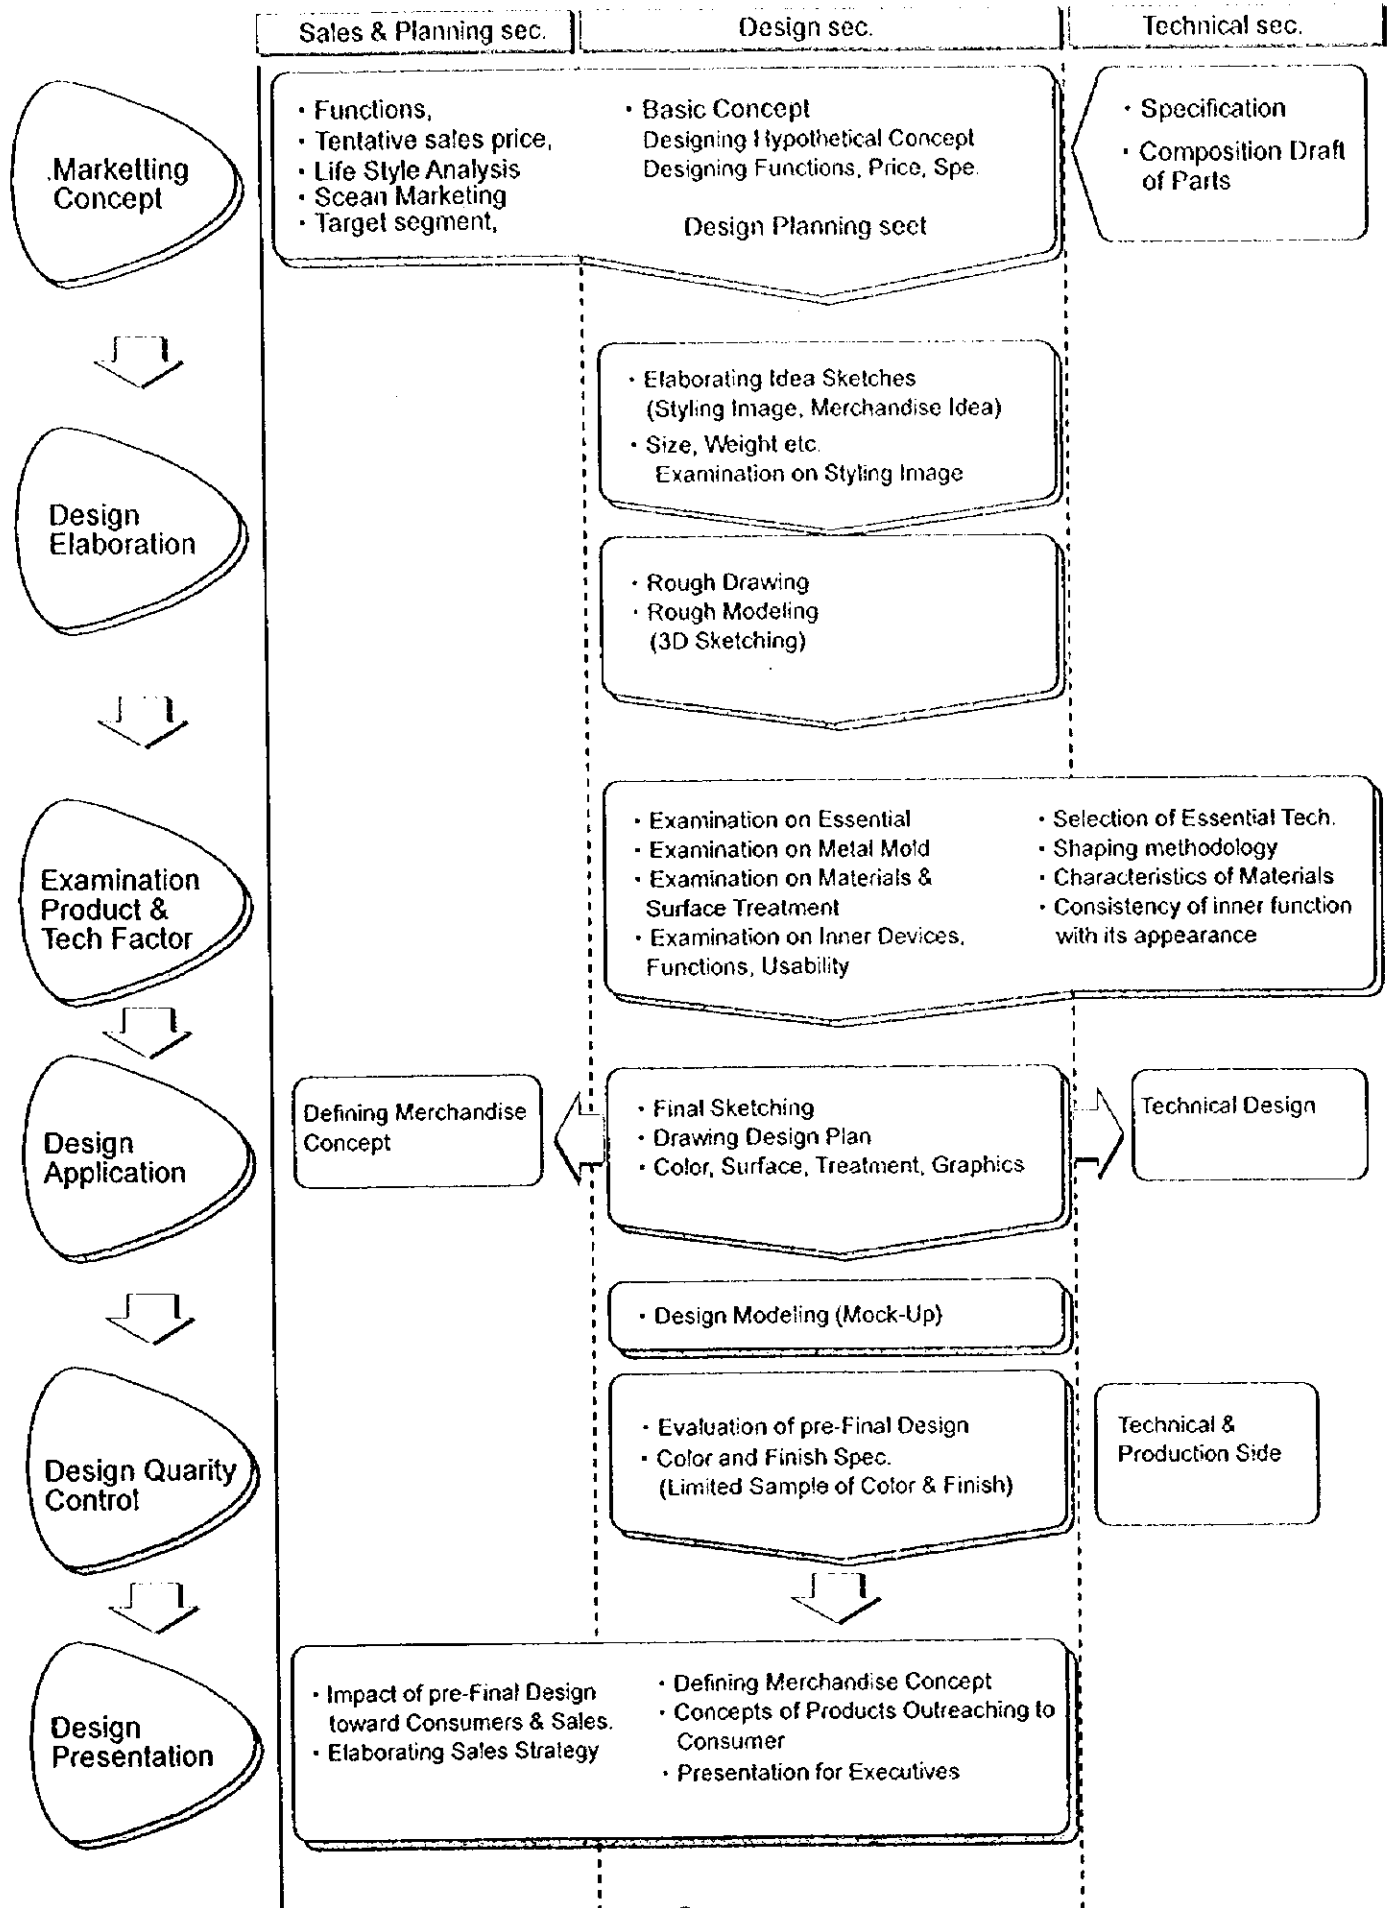 Sales & Planning sec.
Design sec.
Technical sec.
Marketting
Concept
· Functions,
· Tentative sales price,
· Life Style Analysis
· Scean Marketing
· Target segment,
· Basic Concept
Designing Hypothetical Concept
Designing Functions, Price, Spe.
Design Planning sect
· Specification
· Composition Draft
of Parts
Design
Elaboration
· Elaborating Idea Sketches
(Styling Image, Merchandise Idea)
· Size, Weight etc.
Examination on Styling Image
· Rough Drawing
· Rough Modeling
(3D Sketching)
Examination
Product &
Tech Factor
· Examination on Essential
· Examination on Metal Mold
· Examination on Materials &
Surface Treatment
· Examination on Inner Devices,
Functions, Usability
· Selection of Essential Tech.
· Shaping methodology
· Characteristics of Materials
· Consistency of inner function
with its appearance
Design
Application
Defining Merchandise
Concept
· Final Sketching
· Drawing Design Plan
· Color, Surface, Treatment, Graphics
Technical Design
· Design Modeling (Mock-Up)
Design Quarity
Control
· Evaluation of pre-Final Design
· Color and Finish Spec.
(Limited Sample of Color & Finish)
Technical &
Production Side
Design
Presentation
· Impact of pre-Final Design
toward Consumers & Sales.
· Elaborating Sales Strategy
· Defining Merchandise Concept
· Concepts of Products Outreaching to
Consumer
· Presentation for Executives